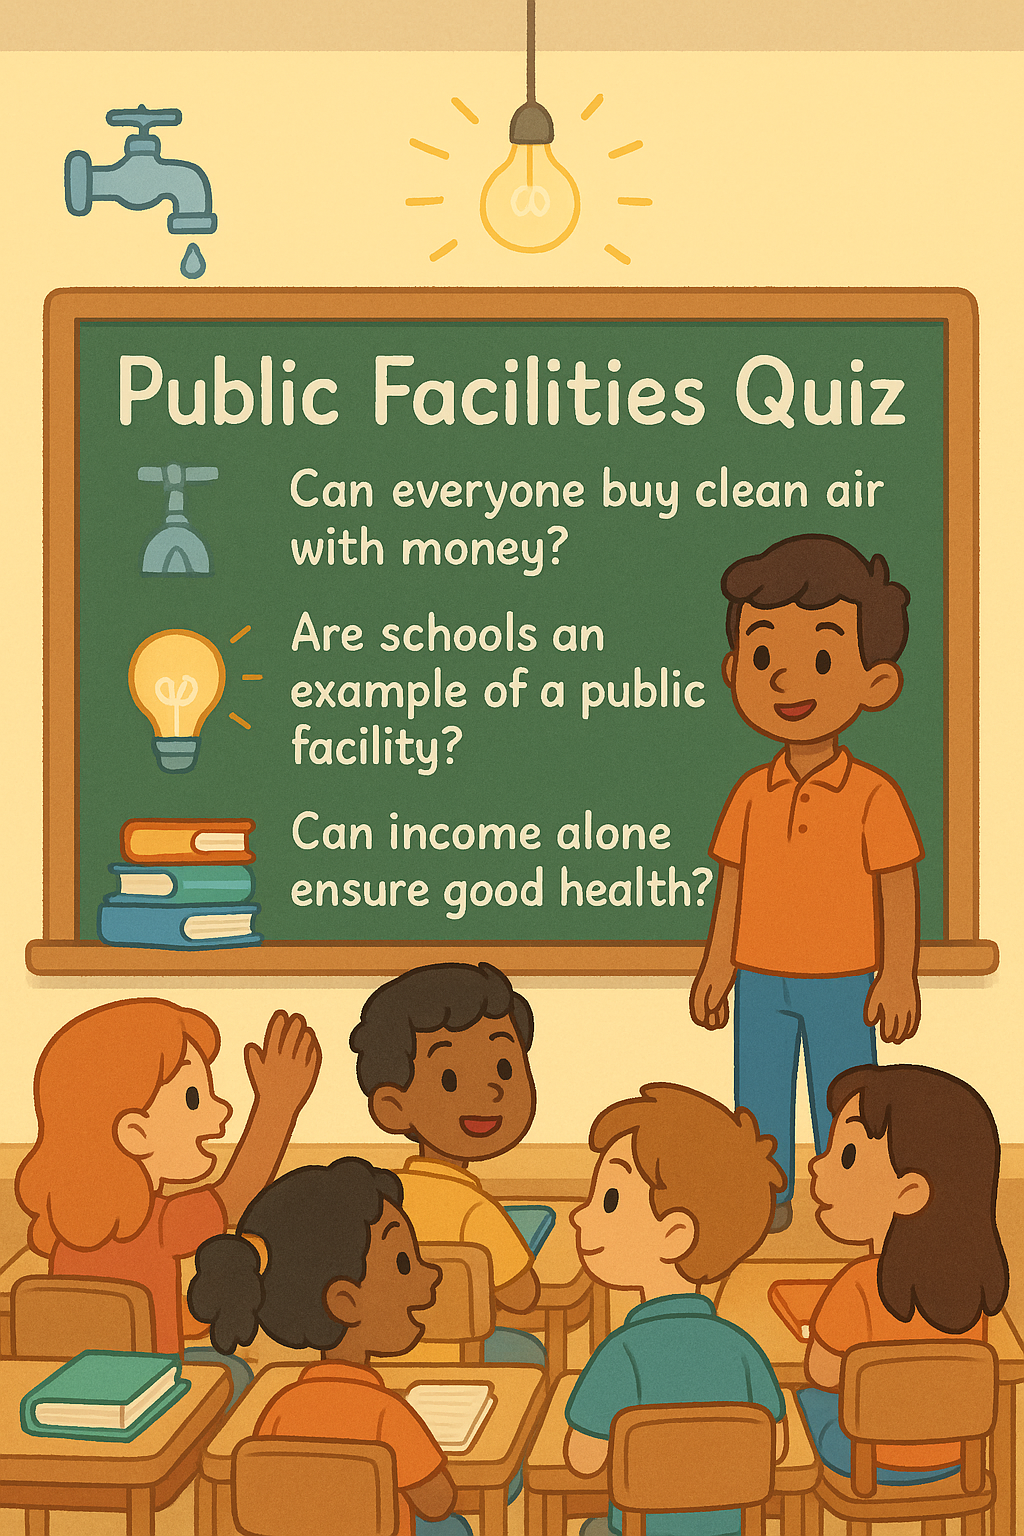 Public Facilities Quiz
Can everyone buy clean air
with money?
Are schools an
example of a public
facility?
Can income alone
ensure good health?